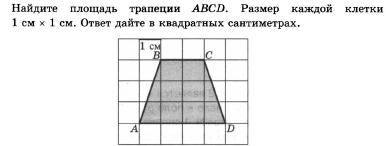 Найдите площадь трапеции ABCD. Размер каждой клетки
1 см × 1 см. Ответ дайте в квадратных сантиметрах.
1 см
B C
A D